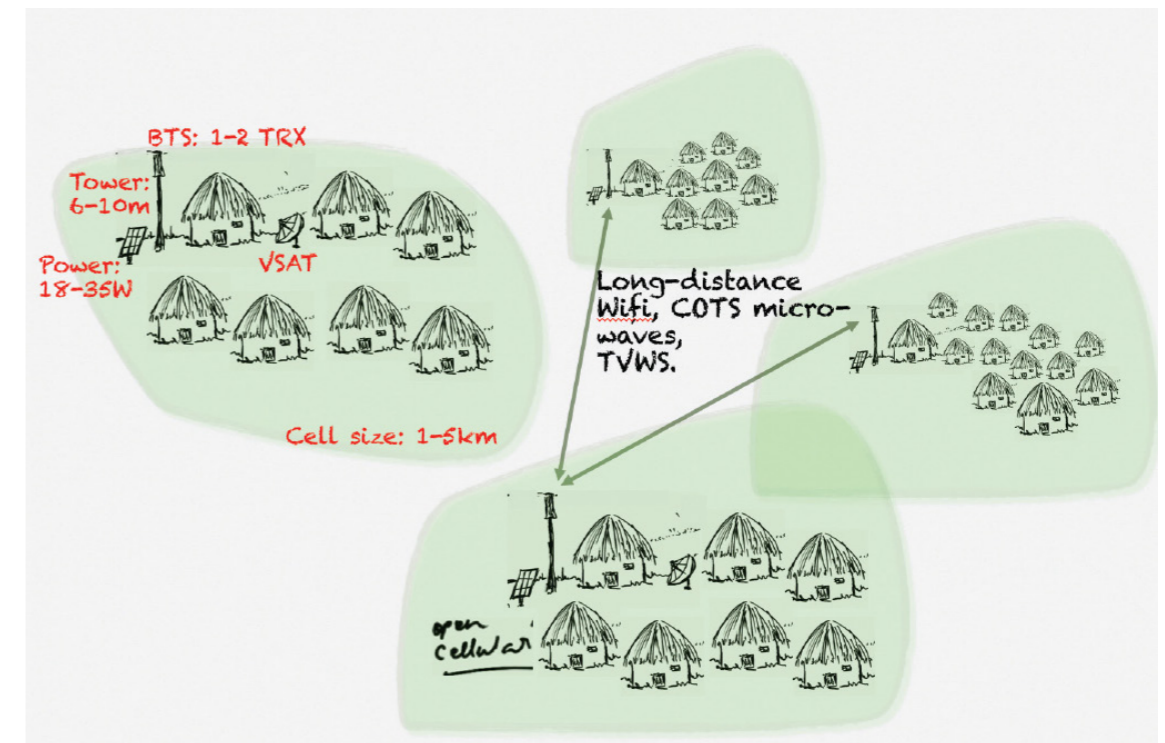 BTS: 1-2 TRX
Tower:
6-10m
Power:
18-35W
VSAT
Cell size: 1-5km
Long-distance
Wifi, COTS micro-
waves,
TVWS.
open
Cellular